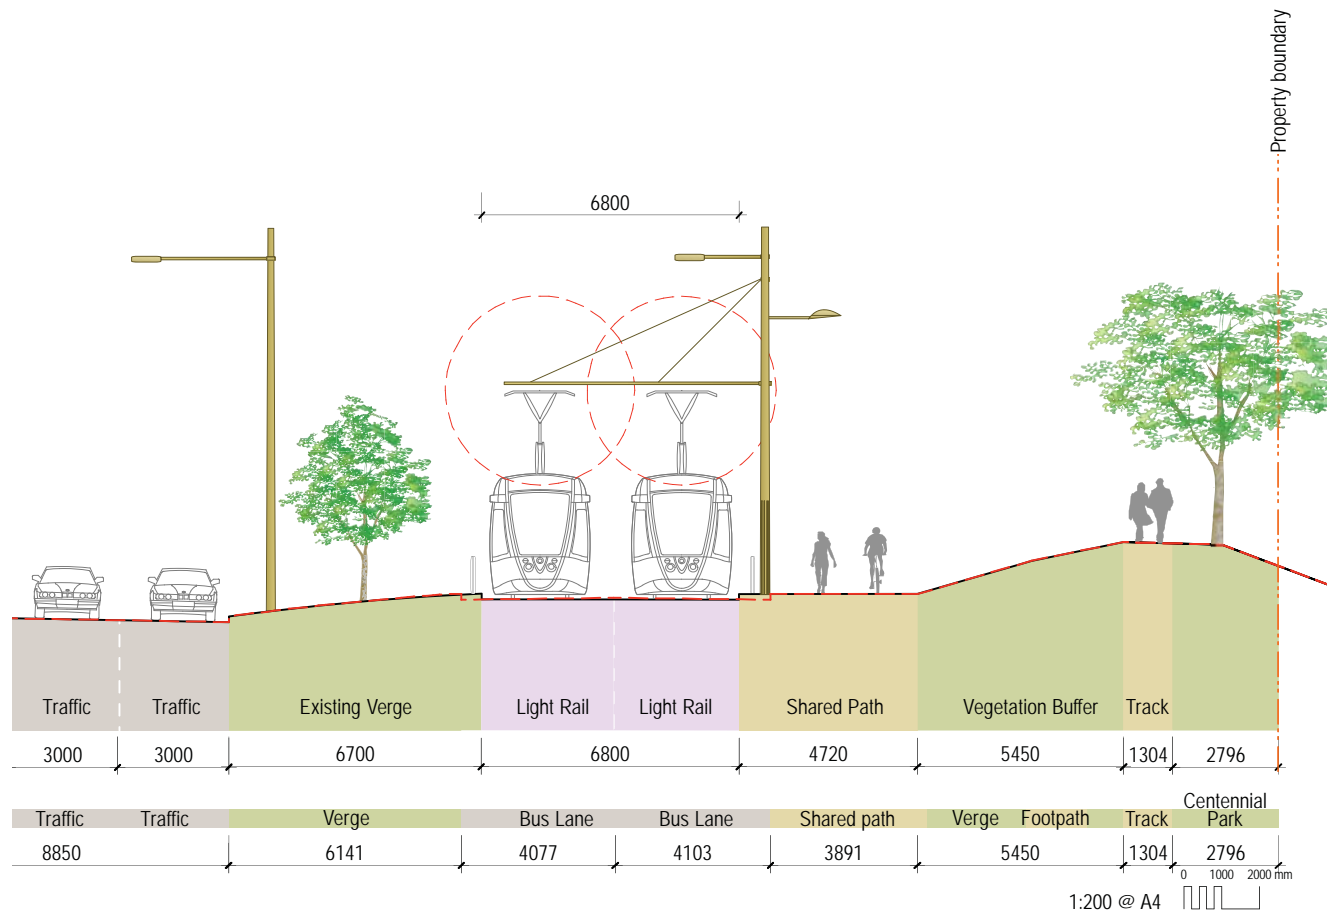 Property boundary
6800
Traffic Traffic Existing Verge Light Rail Light Rail Shared Path Vegetation Buffer Track
3000 3000 6700 6800 4720 5450 1304 2796
Centennial
Traffic Traffic Verge Bus Lane Bus Lane Shared path Verge Footpath Track Park
8850 6141 4077 4103 3891 5450 1304 2796
0 1000 2000 mm
1:200 @ A4